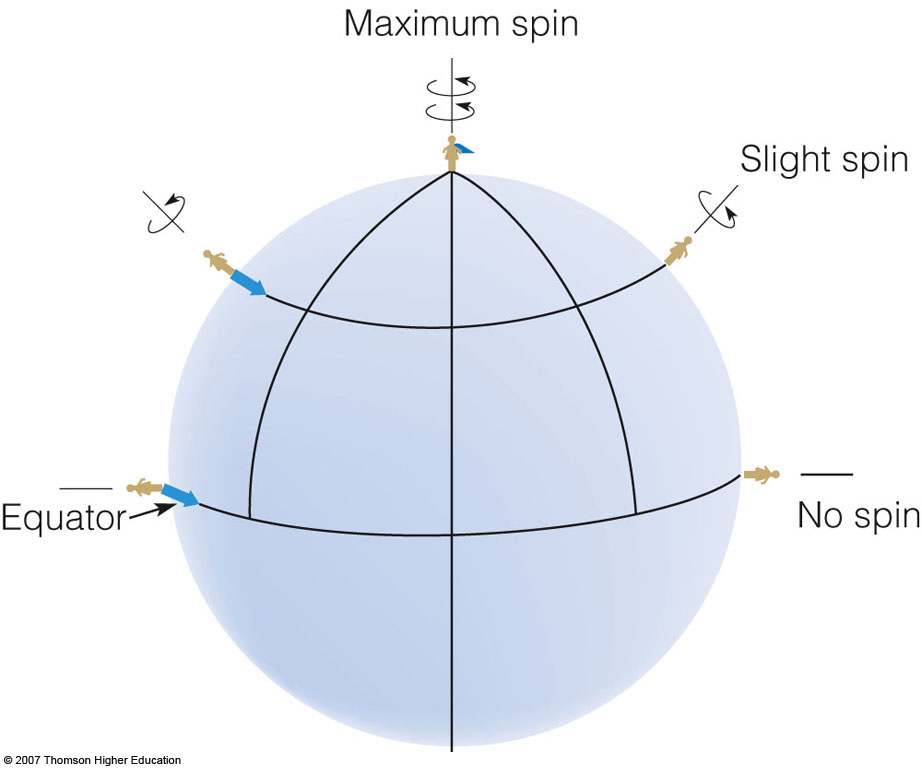 Maximum spin
Slight spin
Equator
No spin
© 2007 Thomson Higher Education